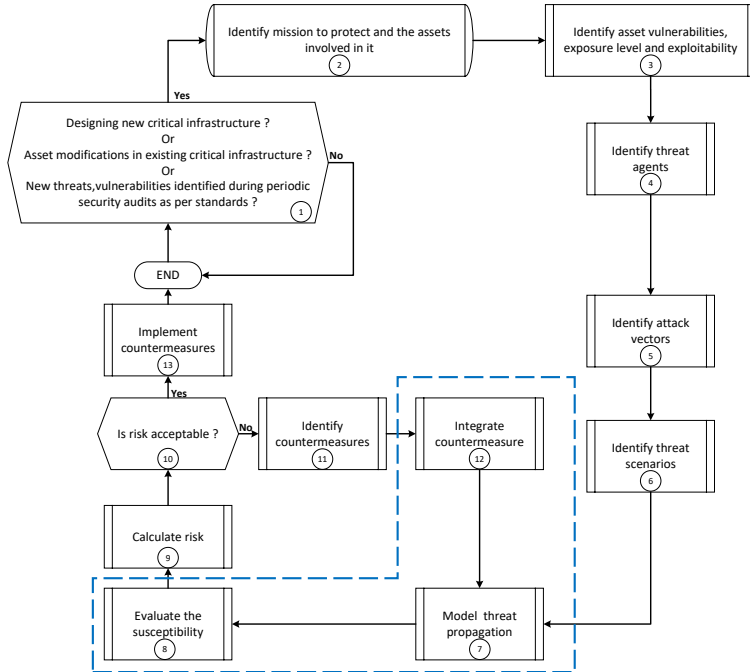 Identify mission to protect and the assets
involved in it
2
Identify asset vulnerabilities,
exposure level and exploitability
3
Yes
Designing new critical infrastructure ?
Or
Asset modifications in existing critical infrastructure ?
Or
New threats,vulnerabilities identified during periodic
security audits as per standards ?
1
No
Identify threat
agents
4
END
Implement
countermeasures
13
Identify attack
vectors
5
Yes
Is risk acceptable ?
10
No
Identify
countermeasures
11
Integrate
countermeasure
12
Identify threat
scenarios
6
Calculate risk
9
Evaluate the
susceptibility
8
Model threat
propagation
7